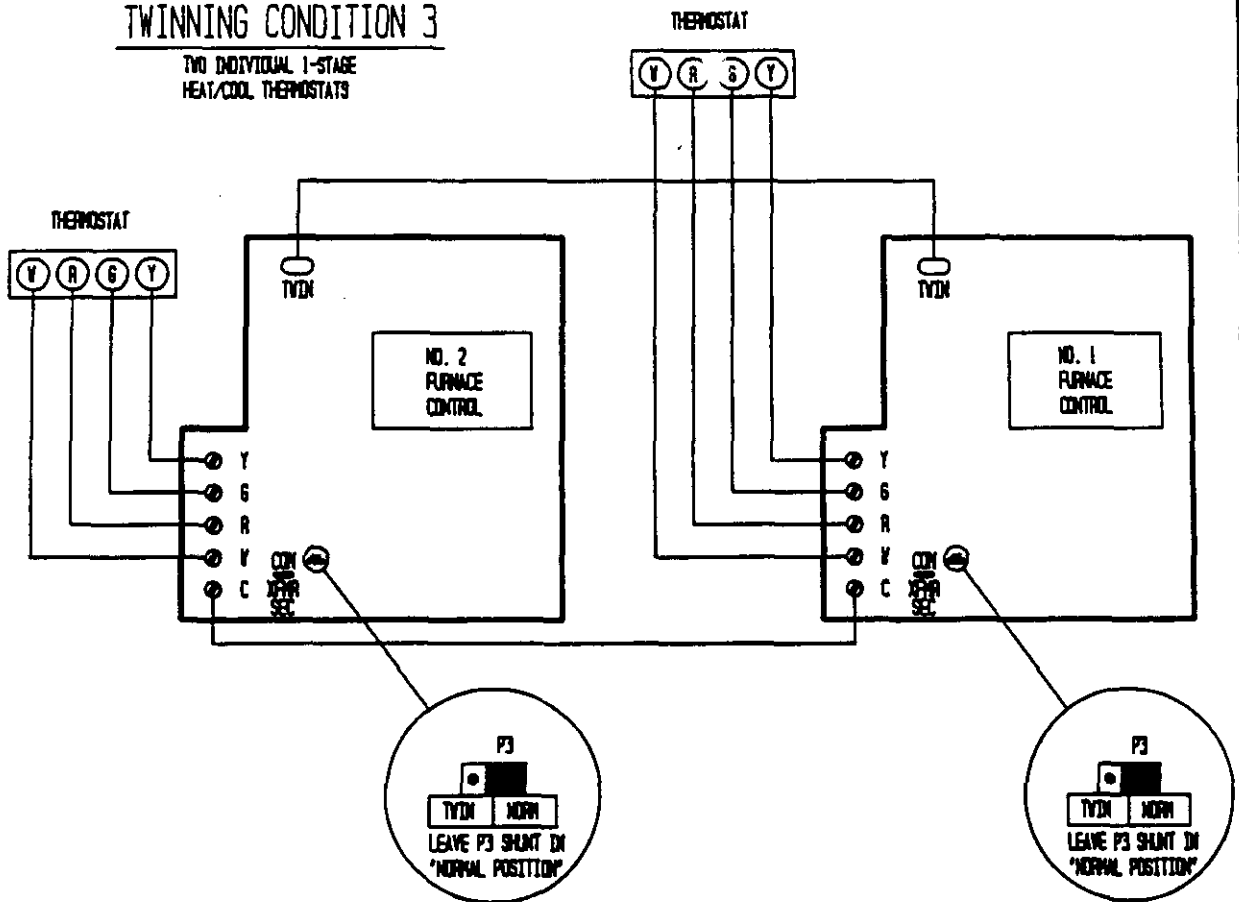 TWINNING CONDITION 3
TWO INDIVIDUAL 1-STAGE
HEAT/COOL THERMOSTATS
THERMOSTAT
W R G Y
THERMOSTAT
W R G Y
TWIN
NO. 2
FURNACE
CONTROL
Y
G
R
W
C
COM
XFMR
SEC
TWIN
NO. 1
FURNACE
CONTROL
Y
G
R
W
C
COM
XFMR
SEC
P3
TWIN NORM
LEAVE P3 SHUNT IN
"NORMAL POSITION"
P3
TWIN NORM
LEAVE P3 SHUNT IN
"NORMAL POSITION"